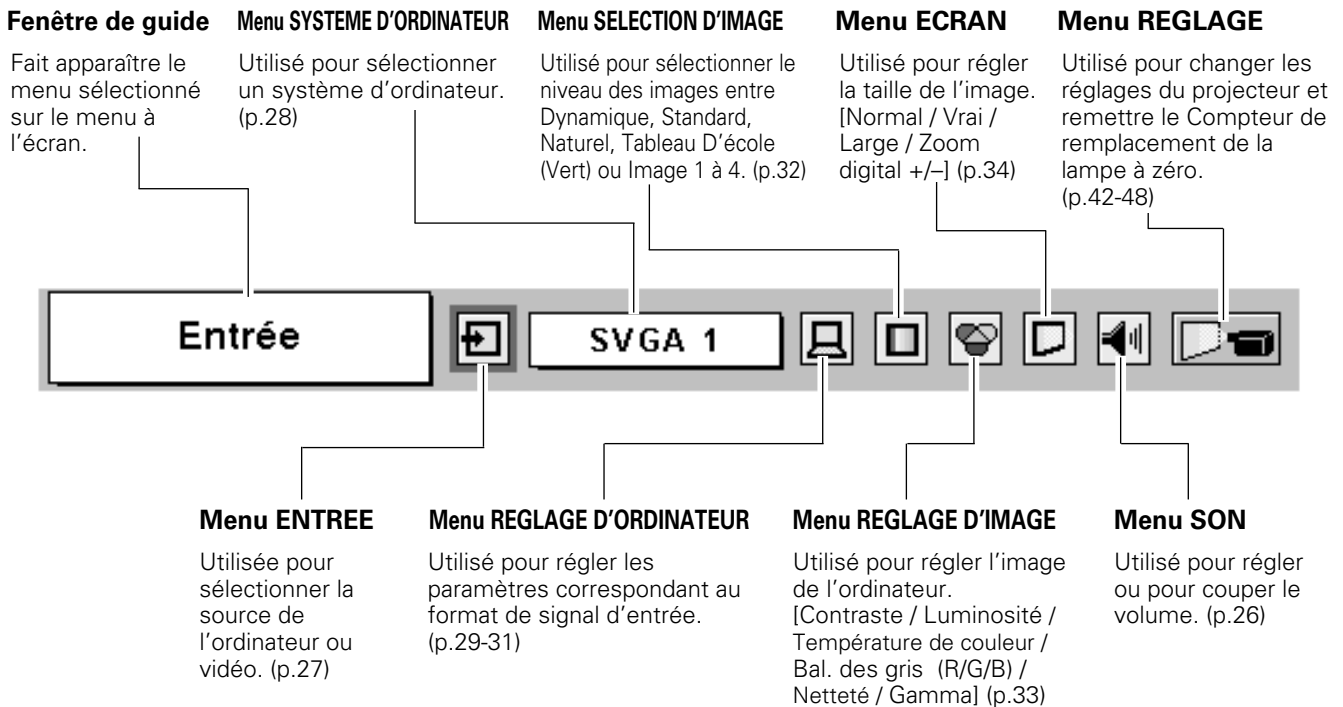 Fenêtre de guide
Fait apparaître le
menu sélectionné
sur le menu à
l’écran.
Menu SYSTEME D’ORDINATEUR
Utilisé pour sélectionner
un système d’ordinateur.
(p.28)
Menu SELECTION D’IMAGE
Utilisé pour sélectionner le
niveau des images entre
Dynamique, Standard,
Naturel, Tableau D’école
(Vert) ou Image 1 à 4. (p.32)
Menu ECRAN
Utilisé pour régler
la taille de l’image.
[Normal / Vrai /
Large / Zoom
digital +/–] (p.34)
Menu REGLAGE
Utilisé pour changer les
réglages du projecteur et
remettre le Compteur de
remplacement de la
lampe à zéro.
(p.42-48)
Entrée
SVGA 1
Menu ENTREE
Utilisée pour
sélectionner la
source de
l’ordinateur ou
vidéo. (p.27)
Menu REGLAGE D’ORDINATEUR
Utilisé pour régler les
paramètres correspondant au
format de signal d’entrée.
(p.29-31)
Menu REGLAGE D’IMAGE
Utilisé pour régler l’image
de l’ordinateur.
[Contraste / Luminosité /
Température de couleur /
Bal. des gris (R/G/B) /
Netteté / Gamma] (p.33)
Menu SON
Utilisé pour régler
ou pour couper le
volume. (p.26)